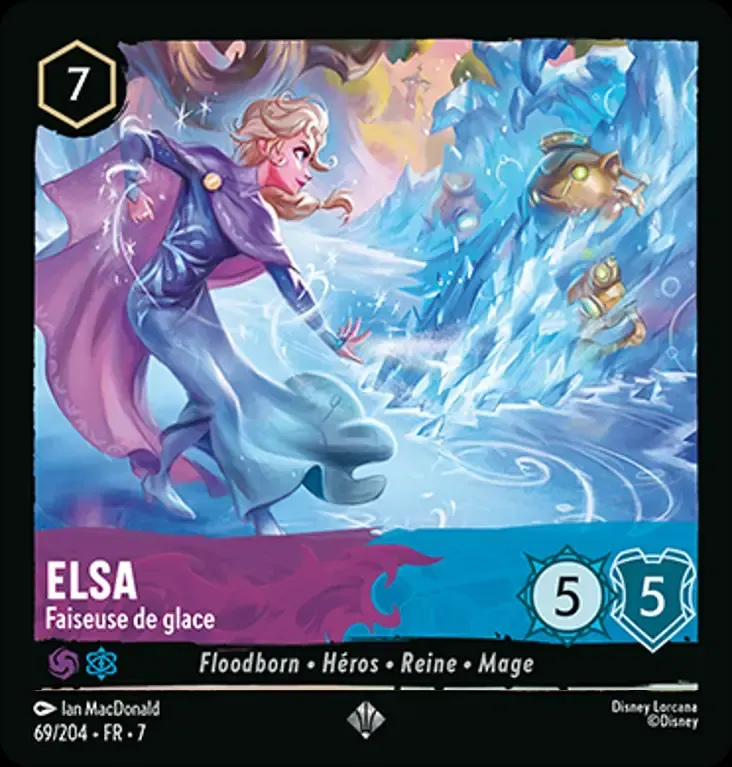 7
ELSA
Faiseuse de glace
5 5
Floodborn • Héros • Reine • Mage
Ian MacDonald
69/204 • FR • 7
Disney Lorcana
©Disney